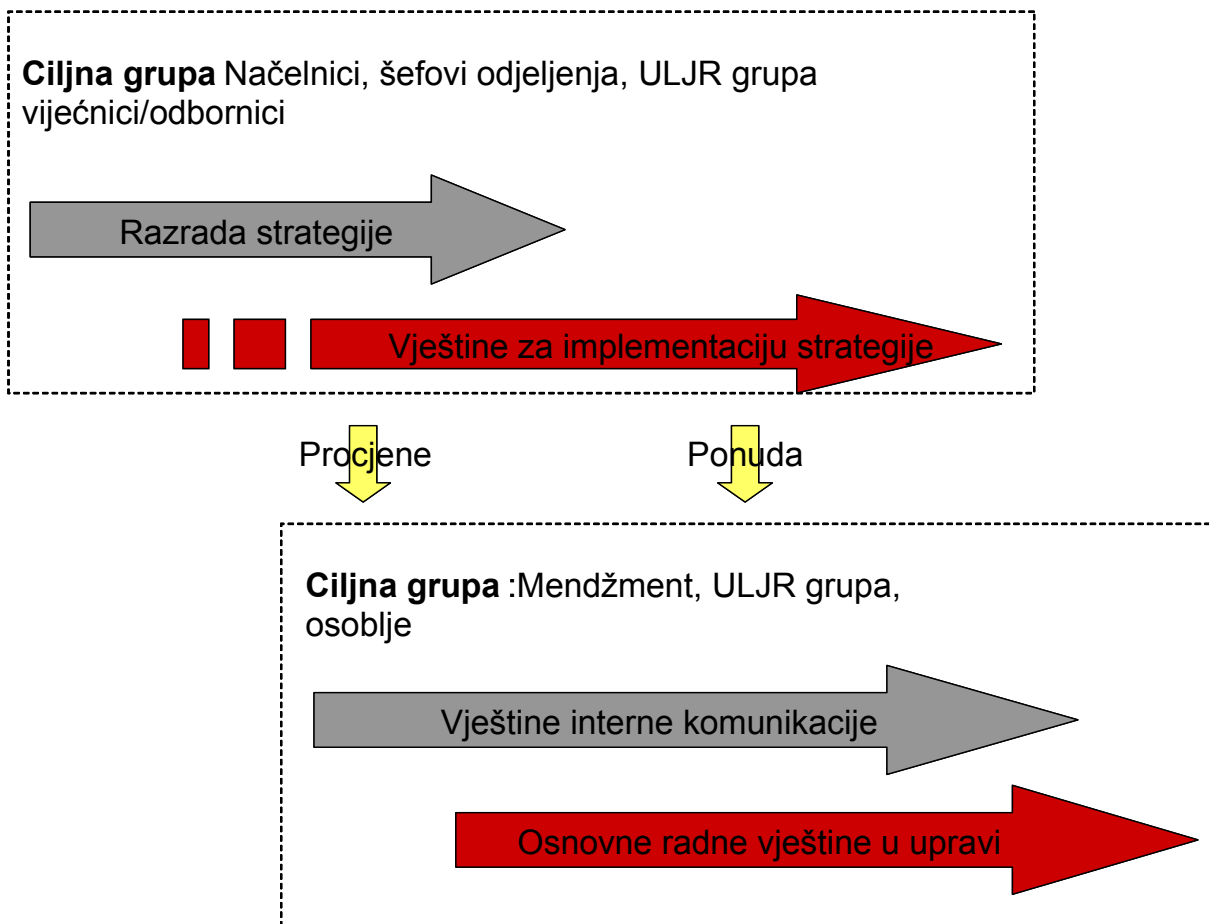 Ciljna grupa Načelnici, šefovi odjeljenja, ULJR grupa
vijećnici/odbornici
Razrada strategije
Vještine za implementaciju strategije
Procjene
Ponuda
Ciljna grupa :Mendžment, ULJR grupa,
osoblje
Vještine interne komunikacije
Osnovne radne vještine u upravi